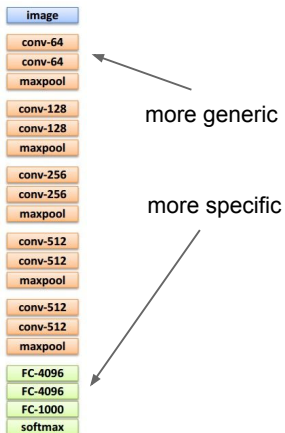 image
conv-64
conv-64
maxpool
conv-128
conv-128
maxpool
conv-256
conv-256
maxpool
conv-512
conv-512
maxpool
conv-512
conv-512
maxpool
FC-4096
FC-4096
FC-1000
softmax
more generic
more specific